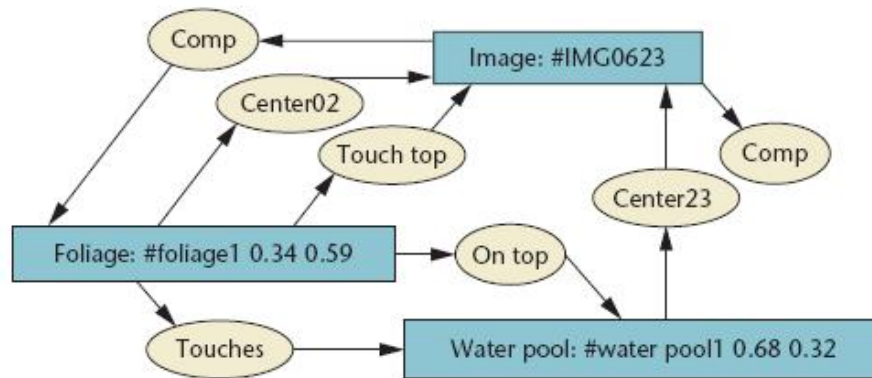 Comp
Image: #IMG0623
Center02
Touch top
Comp
Center23
Foliage: #foliage1 0.34 0.59
On top
Touches
Water pool: #water pool1 0.68 0.32